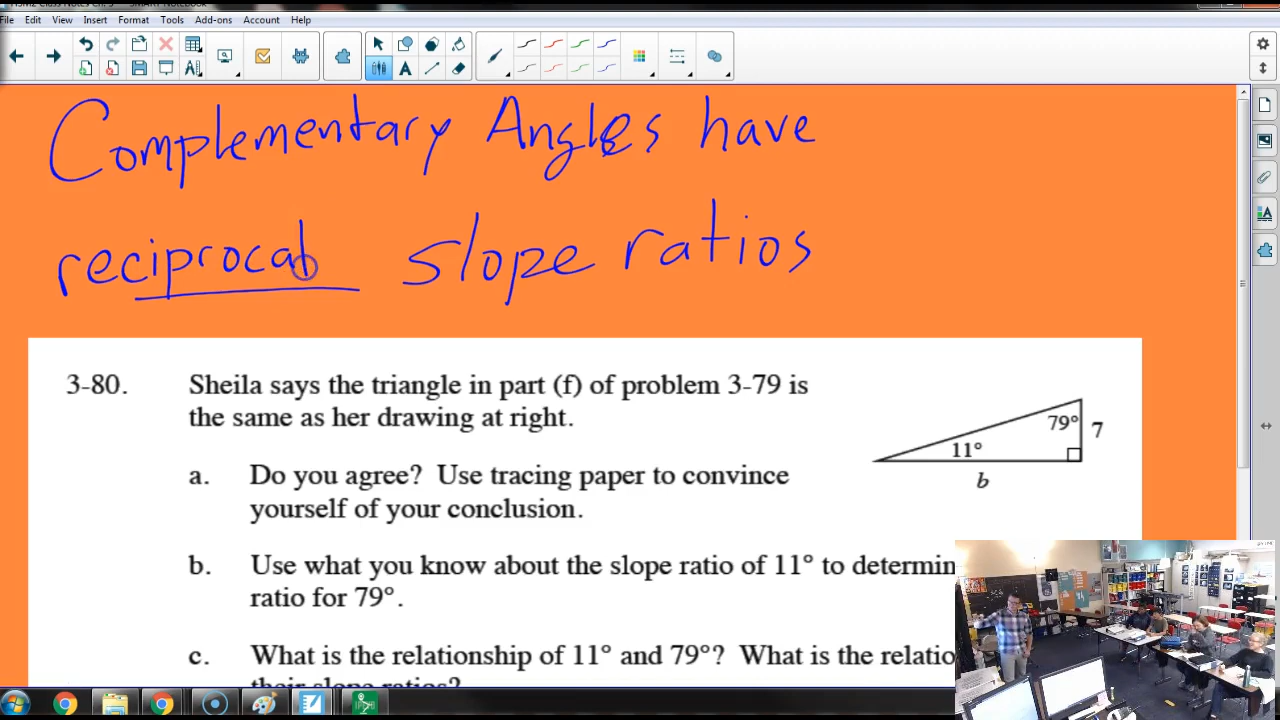 File Edit View Insert Format Tools Add-ons Account Help
Complementary Angles have
reciprocal slope ratios
3-80. Sheila says the triangle in part (f) of problem 3-79 is
the same as her drawing at right.
79° 7
11°
b
a. Do you agree? Use tracing paper to convince
yourself of your conclusion.
b. Use what you know about the slope ratio of 11° to determin
ratio for 79°.
c. What is the relationship of 11° and 79°? What is the relatio
their slope ratios?